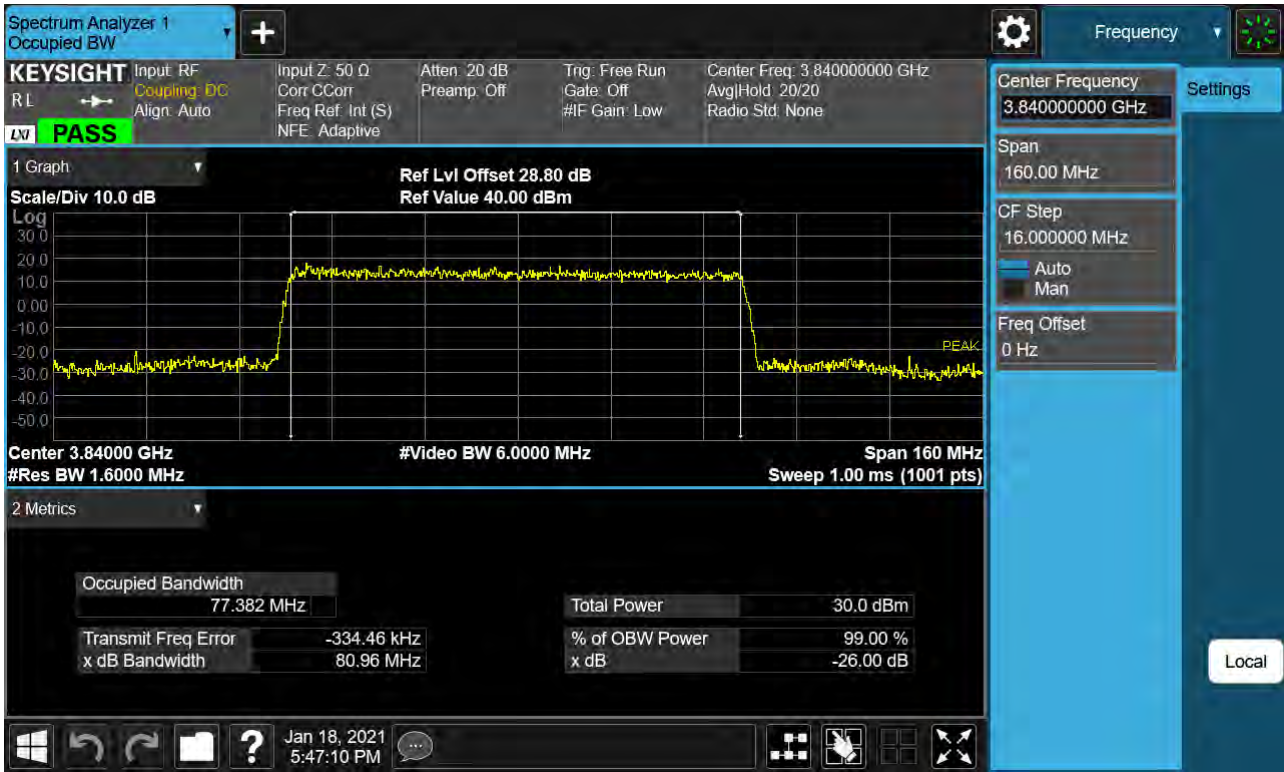 Spectrum Analyzer 1
Occupied BW
+
Frequency
KEYSIGHT
RL
LXI
PASS
Input: RF
Coupling: DC
Align: Auto
Input Z: 50 Ω
Corr CCorr
Freq Ref: Int (S)
NFE: Adaptive
Atten: 20 dB
Preamp: Off
Trig: Free Run
Gate: Off
#IF Gain: Low
Center Freq: 3.840000000 GHz
Avg|Hold: 20/20
Radio Std: None
Center Frequency
3.840000000 GHz
Settings
Span
160.00 MHz
CF Step
16.000000 MHz
Auto
Man
Freq Offset
0 Hz
1 Graph
Scale/Div 10.0 dB
Ref Lvl Offset 28.80 dB
Ref Value 40.00 dBm
Log
30.0
20.0
10.0
0.00
-10.0
-20.0
-30.0
-40.0
-50.0
PEAK
Center 3.84000 GHz
#Video BW 6.0000 MHz
Span 160 MHz
#Res BW 1.6000 MHz
Sweep 1.00 ms (1001 pts)
2 Metrics
Occupied Bandwidth
77.382 MHz
Total Power 30.0 dBm
Transmit Freq Error -334.46 kHz
% of OBW Power 99.00 %
x dB Bandwidth 80.96 MHz
x dB -26.00 dB
Local
?
Jan 18, 2021
5:47:10 PM